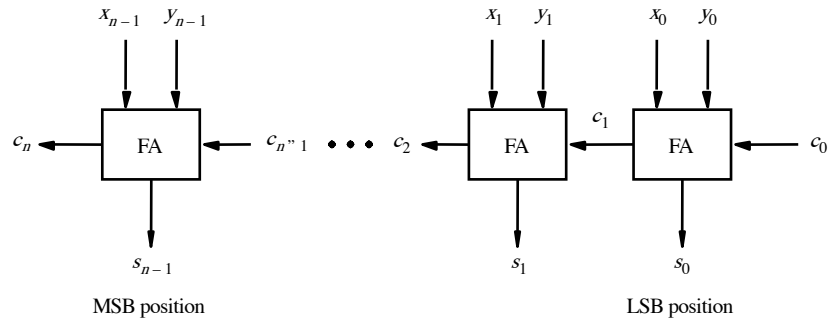 x_{n-1} y_{n-1} x_1 y_1 x_0 y_0
c_n FA c_{n"1} • • • c_2 FA c_1 FA c_0
s_{n-1} s_1 s_0
MSB position LSB position